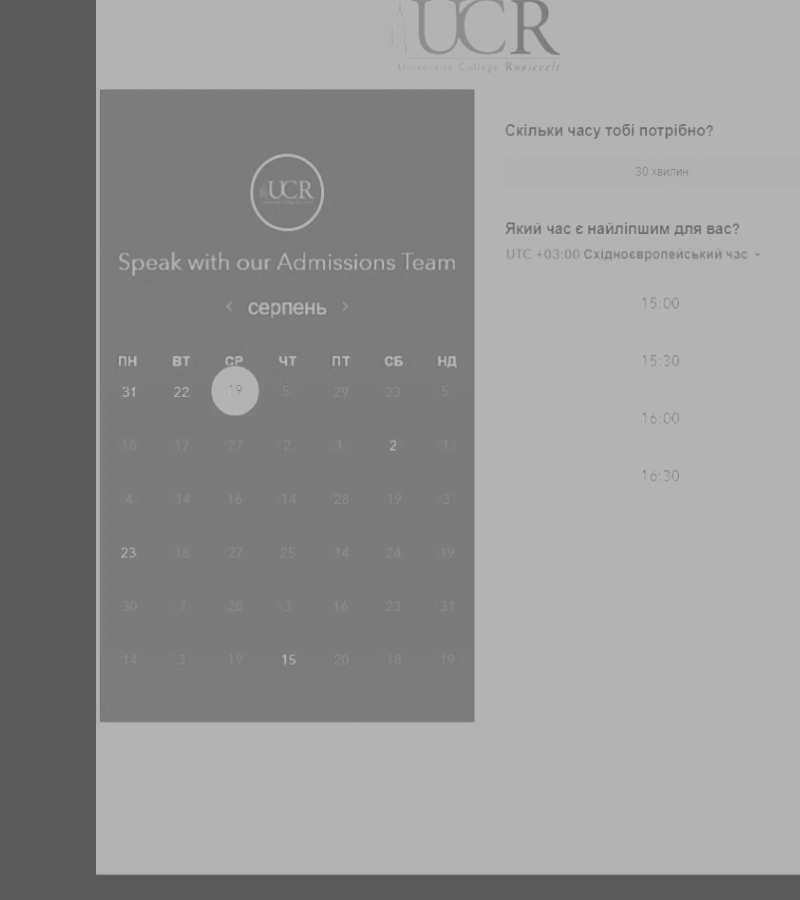 UCR
University College Roosevelt
UCR
Speak with our Admissions Team
‹ серпень ›
ПН ВТ СР ЧТ ПТ СБ НД
31 22 19 5 29 23 5
18 17 27 2 1 2 1
4 14 16 14 28 19 3
23 18 27 25 14 24 19
30 7 20 3 16 23 31
14 3 19 15 20 18 19
Скільки часу тобі потрібно?
30 хвилин
Який час є найліпшим для вас?
UTC +03:00 Східноєвропейський час
15:00
15:30
16:00
16:30